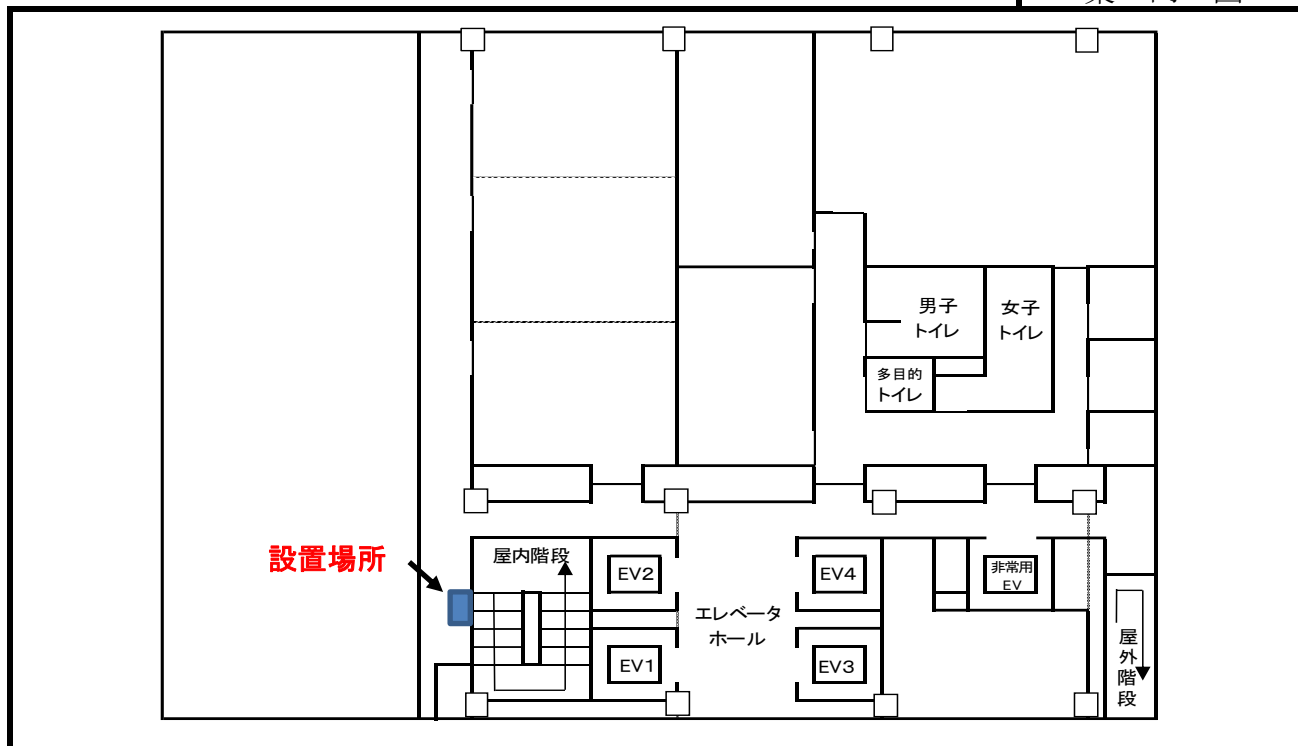 男子
トイレ
女子
トイレ
多目的
トイレ
設置場所
屋内階段
EV2
EV4
非常用
EV
エレベータ
ホール
EV1
EV3
屋外階段